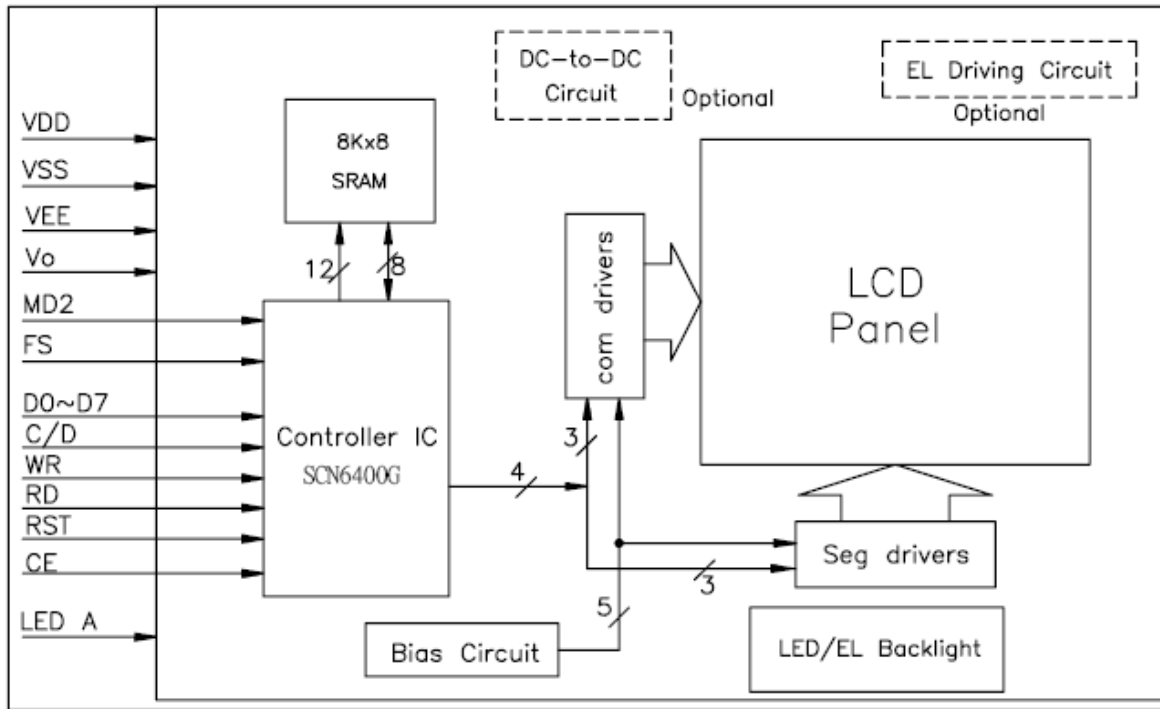 DC-to-DC
Circuit
Optional
EL Driving Circuit
Optional
VDD
VSS
VEE
Vo
MD2
FS
D0~D7
C/D
WR
RD
RST
CE
LED A
8Kx8
SRAM
12
8
Controller IC
SCN6400G
4
com drivers
3
LCD
Panel
Seg drivers
3
5
Bias Circuit
LED/EL Backlight